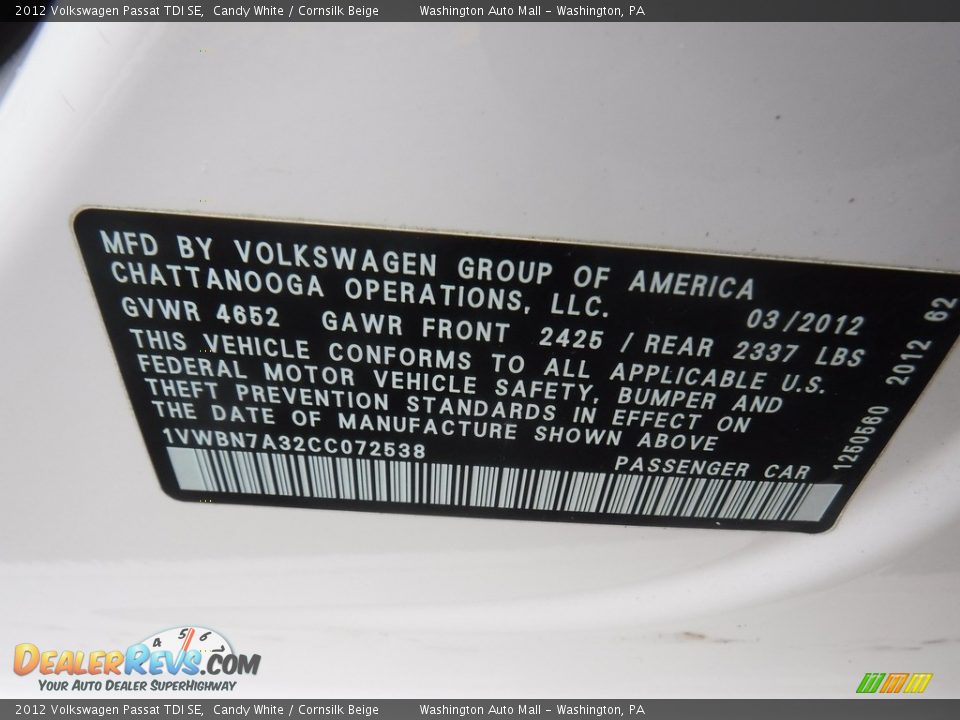 2012 Volkswagen Passat TDI SE, Candy White / Cornsilk Beige Washington Auto Mall - Washington, PA
MFD BY VOLKSWAGEN GROUP OF AMERICA
CHATTANOOGA OPERATIONS, LLC. 03/2012
GVWR 4652 GAWR FRONT 2425 / REAR 2337 LBS
THIS VEHICLE CONFORMS TO ALL APPLICABLE U.S.
FEDERAL MOTOR VEHICLE SAFETY, BUMPER AND
THEFT PREVENTION STANDARDS IN EFFECT ON
THE DATE OF MANUFACTURE SHOWN ABOVE
1VWBN7A32CC072538 PASSENGER CAR
1250560 2012 62
4 5 6
DEALERREVS.COM
YOUR AUTO DEALER SUPERHIGHWAY
2012 Volkswagen Passat TDI SE, Candy White / Cornsilk Beige Washington Auto Mall - Washington, PA